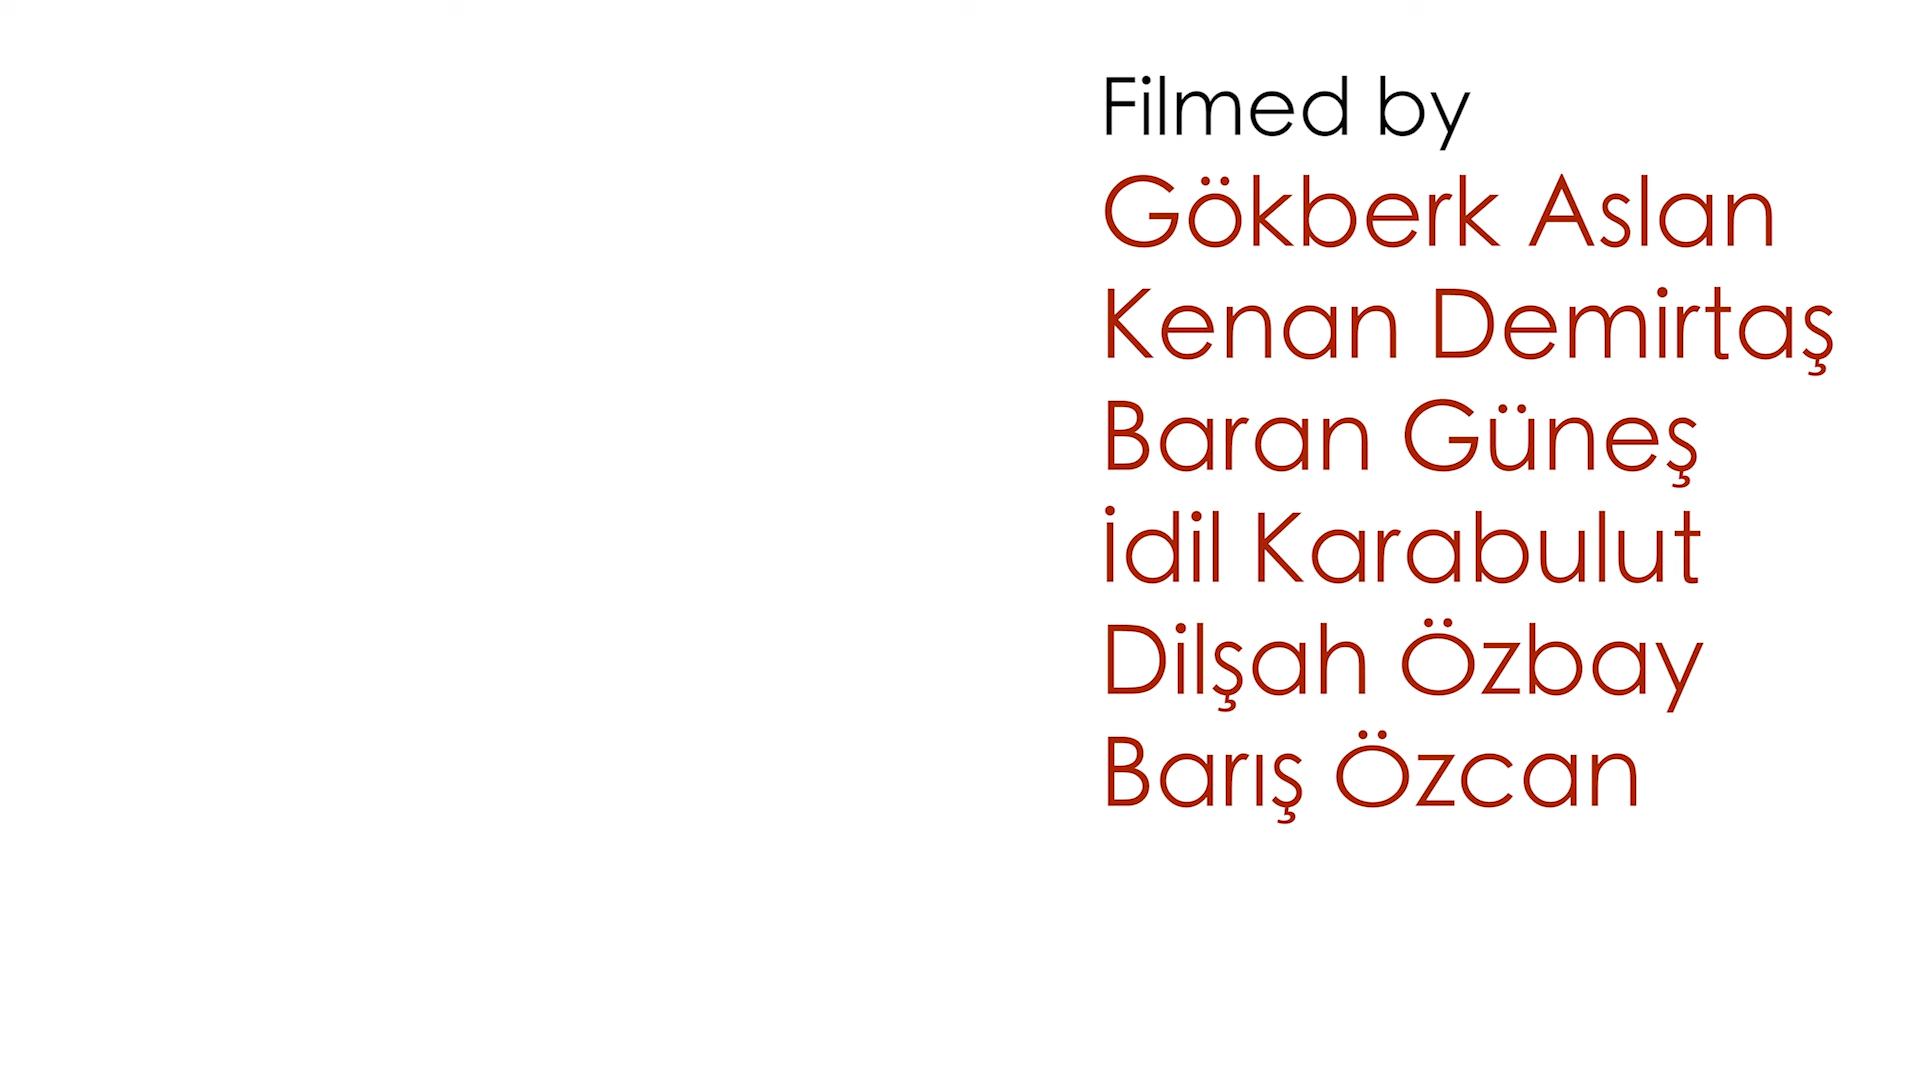 Filmed by
Gökberk Aslan
Kenan Demirtaş
Baran Güneş
İdil Karabulut
Dilşah Özbay
Barış Özcan